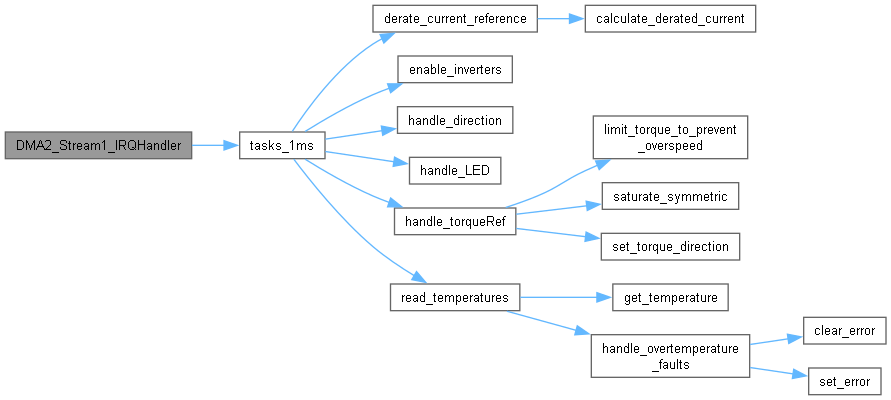 DMA2_Stream1_IRQHandler
tasks_1ms
derate_current_reference
calculate_derated_current
enable_inverters
handle_direction
handle_LED
handle_torqueRef
limit_torque_to_prevent
_overspeed
saturate_symmetric
set_torque_direction
read_temperatures
get_temperature
handle_overtemperature
_faults
clear_error
set_error